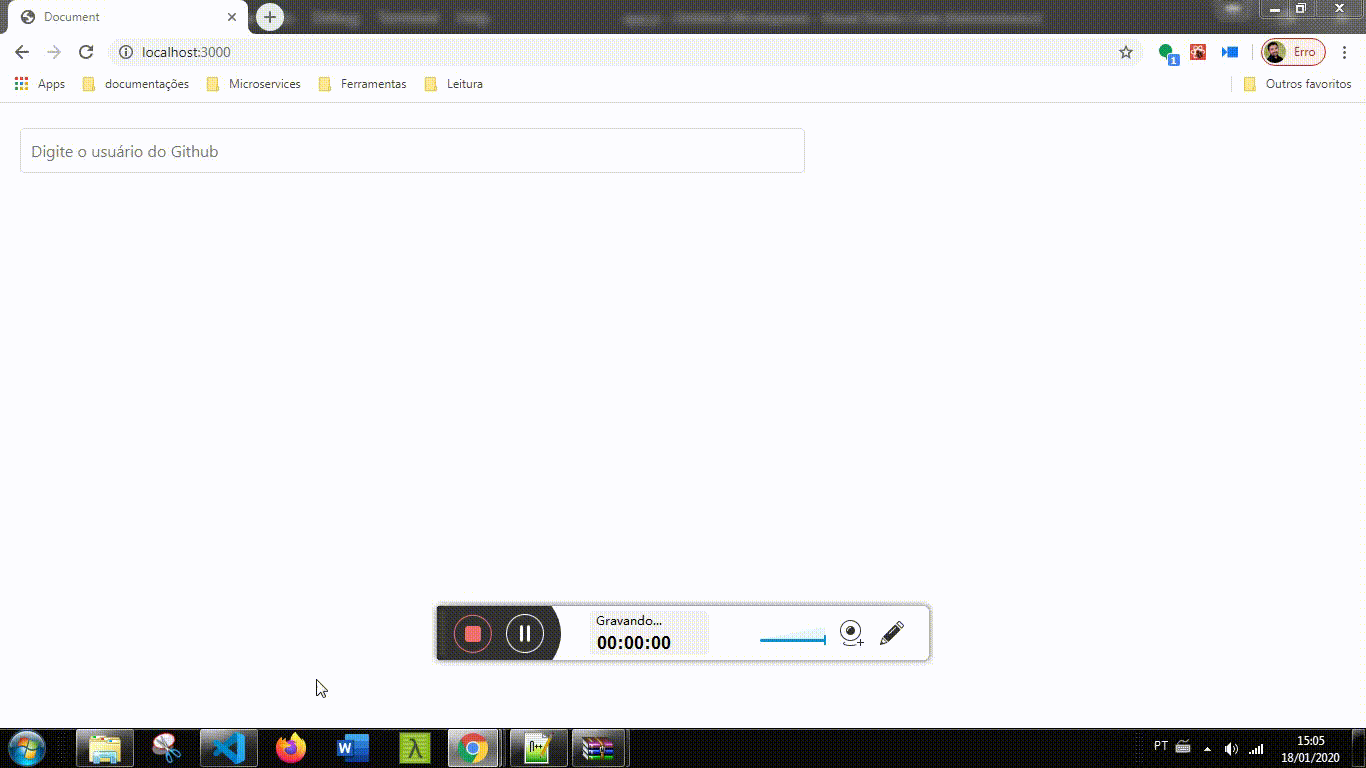 Document
localhost:3000
1
Erro
Apps
documentações
Microservices
Ferramentas
Leitura
Outros favoritos
Digite o usuário do Github
Gravando...
00:00:00
PT
15:05
18/01/2020